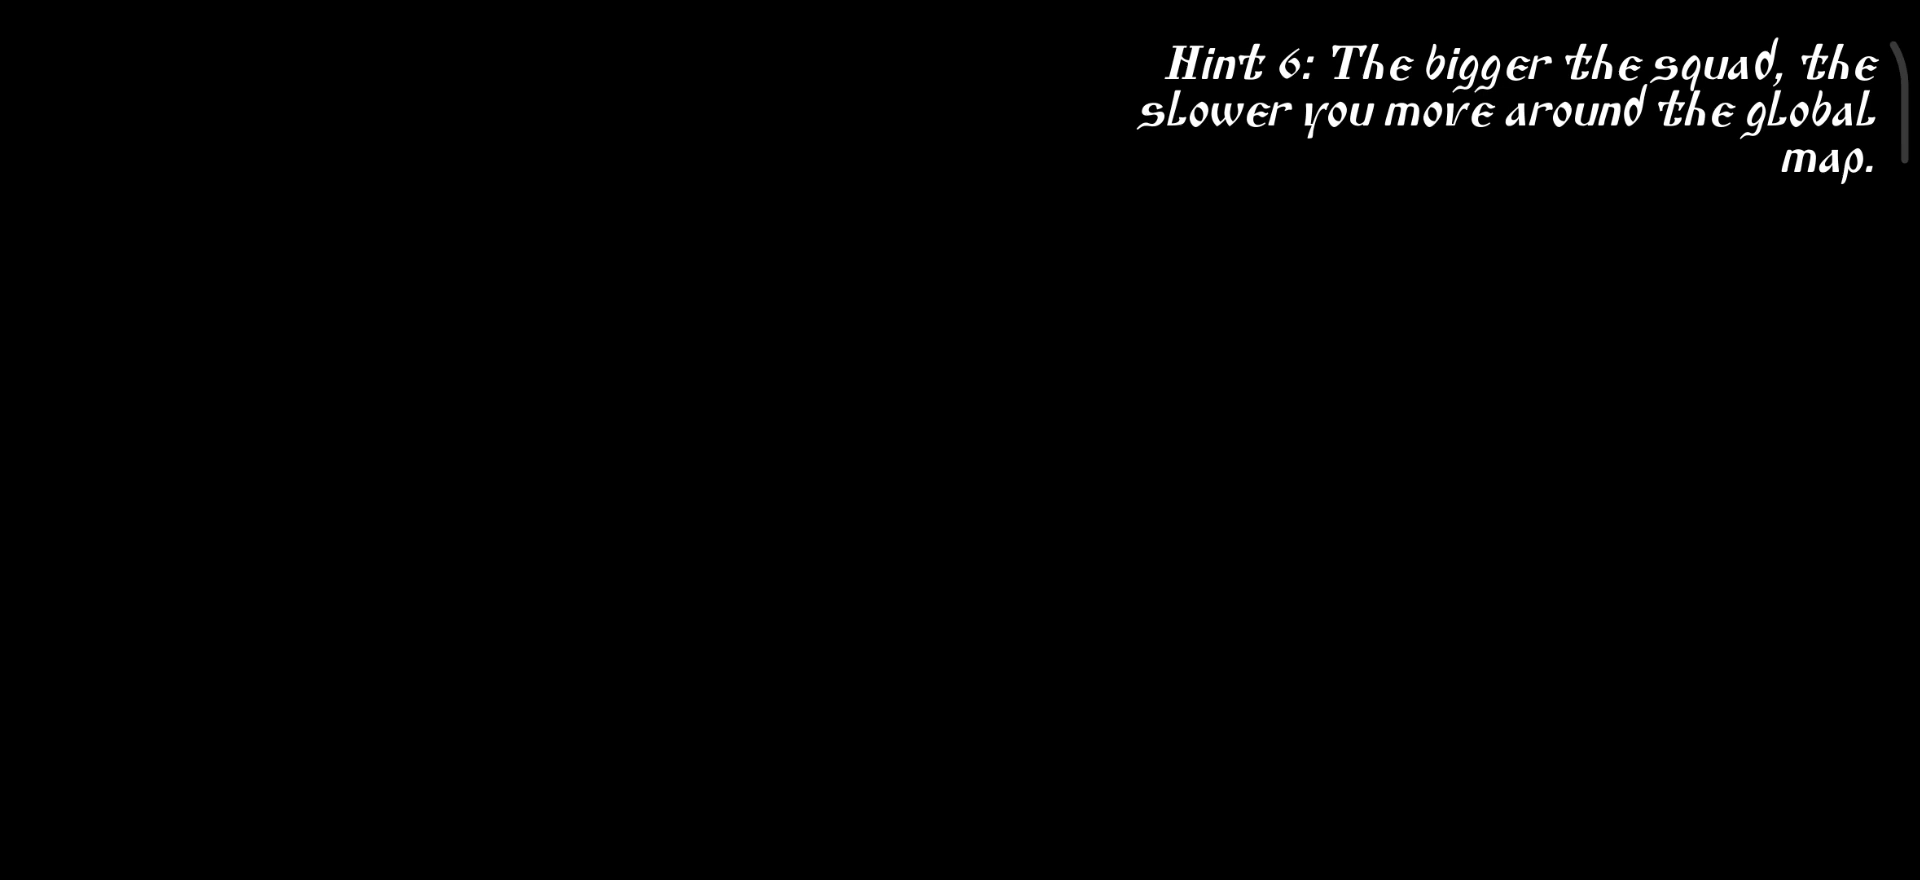 Hint 6: The bigger the squad, the
slower you move around the global
map.